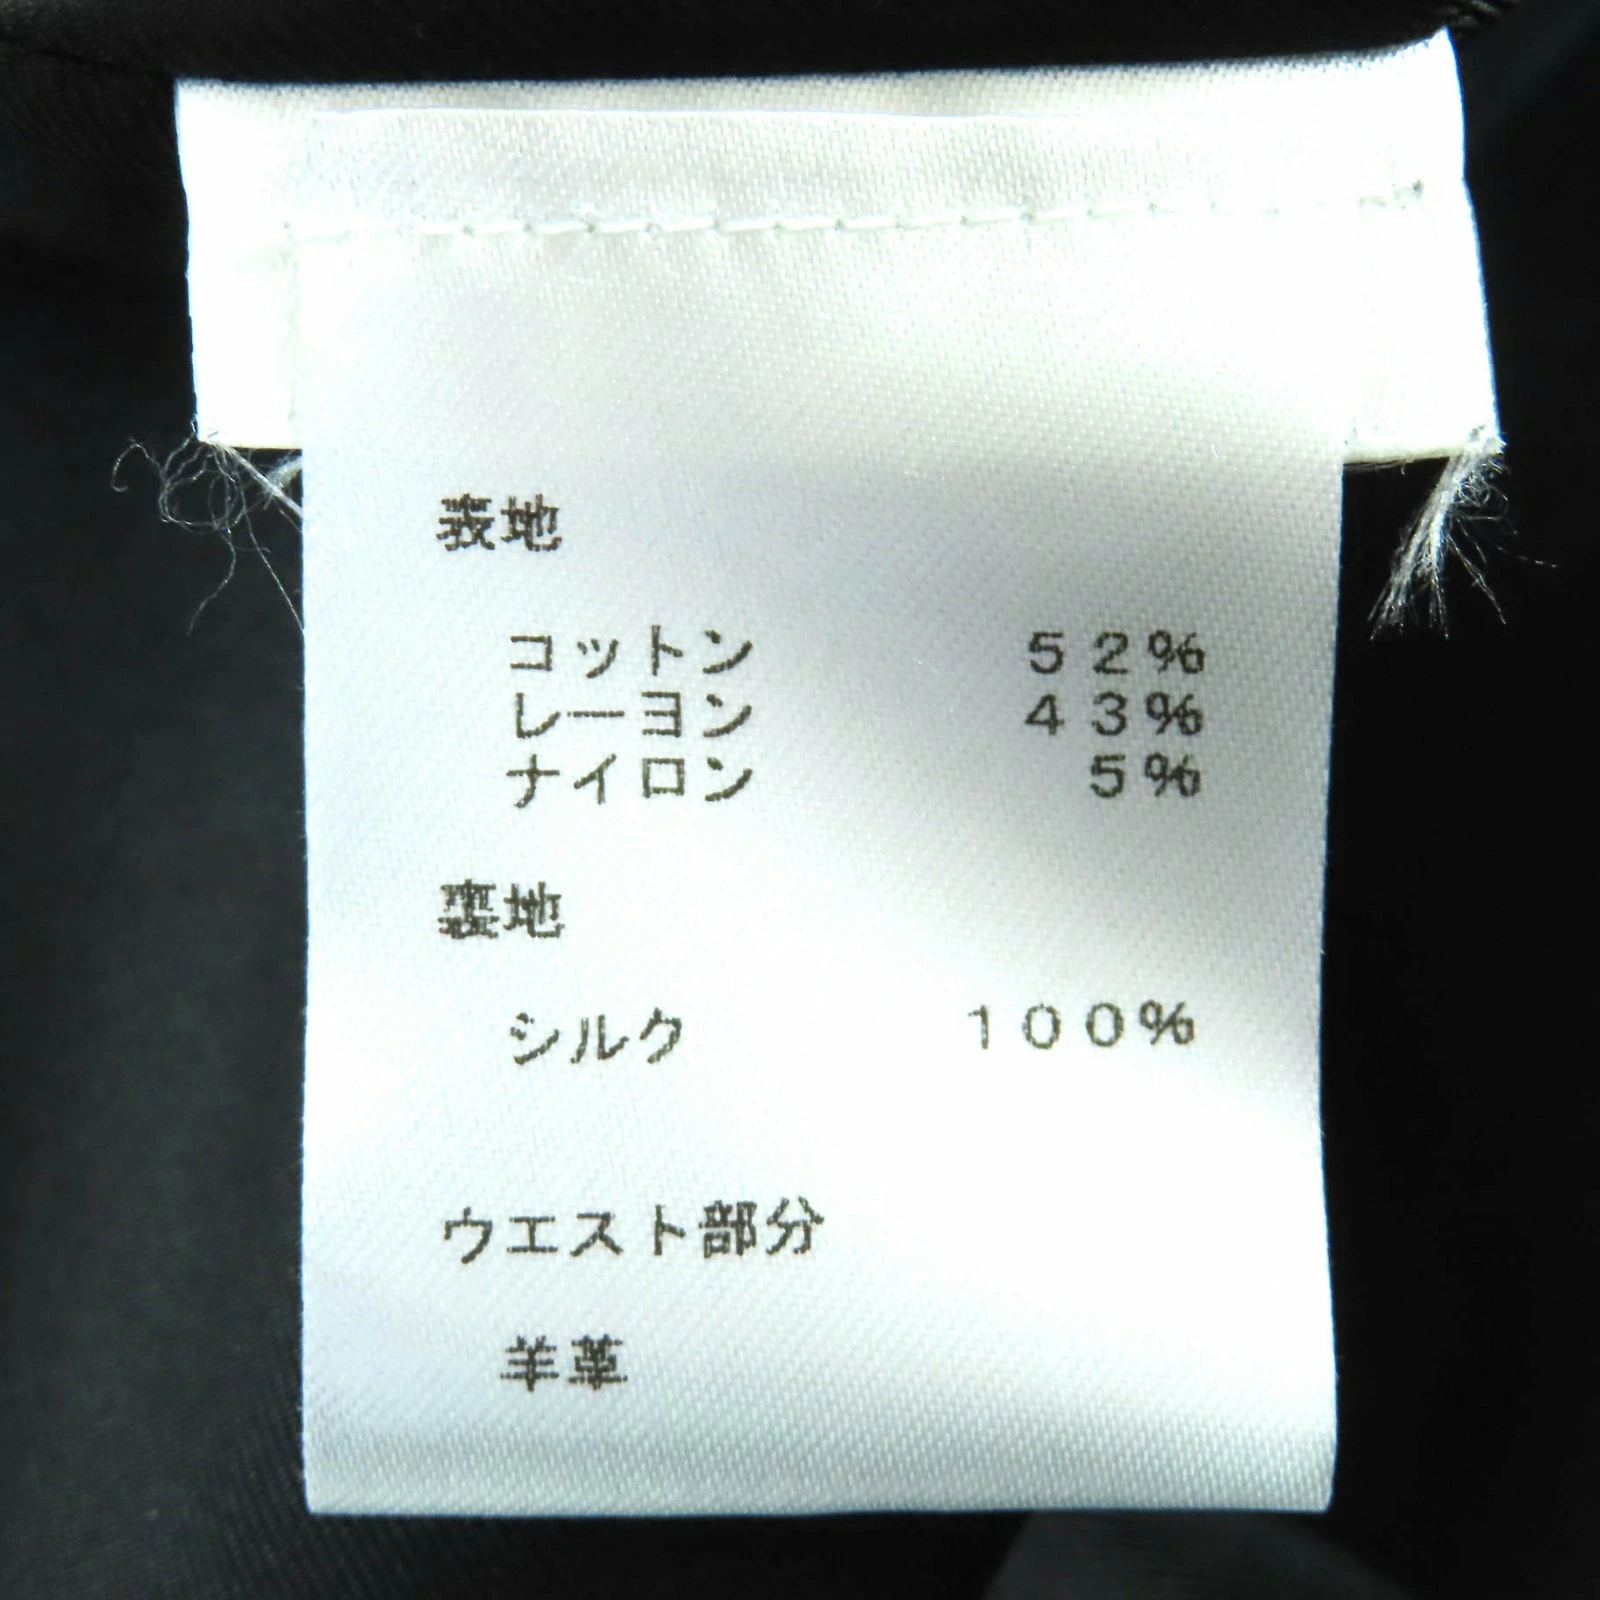 表地
コットン 52%
レーヨン 43%
ナイロン 5%
裏地
シルク 100%
ウエスト部分
羊革